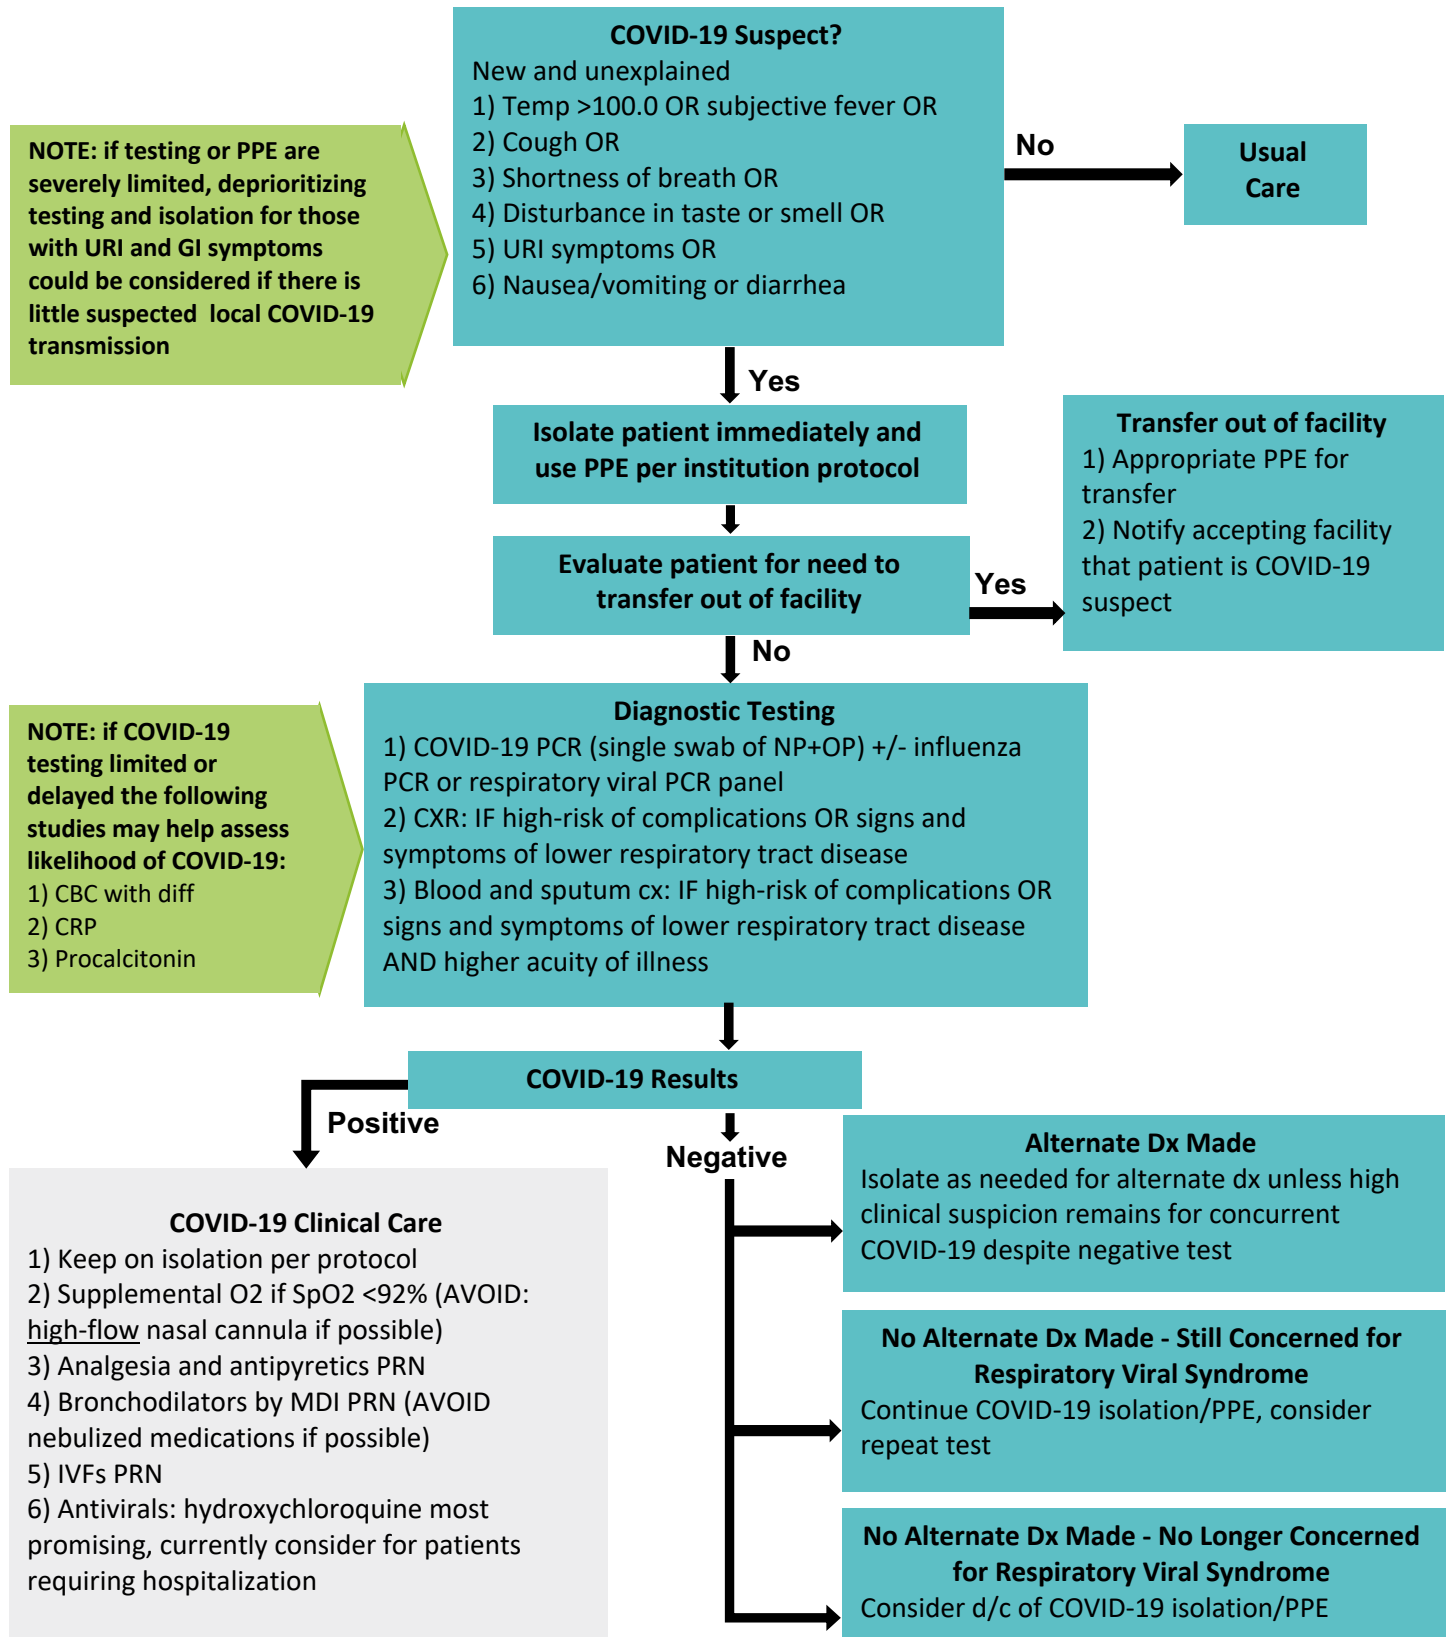 COVID-19 Suspect?
New and unexplained
1) Temp >100.0 OR subjective fever OR
2) Cough OR
3) Shortness of breath OR
4) Disturbance in taste or smell OR
5) URI symptoms OR
6) Nausea/vomiting or diarrhea
No
Usual
Care
NOTE: if testing or PPE are
severely limited, deprioritizing
testing and isolation for those
with URI and GI symptoms
could be considered if there is
little suspected  local COVID-19
transmission
Yes
Isolate patient immediately and
use PPE per institution protocol
Evaluate patient for need to
transfer out of facility
Yes
Transfer out of facility
1) Appropriate PPE for
transfer
2) Notify accepting facility
that patient is COVID-19
suspect
No
Diagnostic Testing
1) COVID-19 PCR (single swab of NP+OP) +/- influenza
PCR or respiratory viral PCR panel
2) CXR: IF high-risk of complications OR signs and
symptoms of lower respiratory tract disease
3) Blood and sputum cx: IF high-risk of complications OR
signs and symptoms of lower respiratory tract disease
AND higher acuity of illness
NOTE: if COVID-19
testing limited or
delayed the following
studies may help assess
likelihood of COVID-19:
1) CBC with diff
2) CRP
3) Procalcitonin
COVID-19 Results
Positive
Negative
COVID-19 Clinical Care
1) Keep on isolation per protocol
2) Supplemental O2 if SpO2 <92% (AVOID:
high-flow nasal cannula if possible)
3) Analgesia and antipyretics PRN
4) Bronchodilators by MDI PRN (AVOID
nebulized medications if possible)
5) IVFs PRN
6) Antivirals: hydroxychloroquine most
promising, currently consider for patients
requiring hospitalization
Alternate Dx Made
Isolate as needed for alternate dx unless high
clinical suspicion remains for concurrent
COVID-19 despite negative test
No Alternate Dx Made - Still Concerned for
Respiratory Viral Syndrome
Continue COVID-19 isolation/PPE, consider
repeat test
No Alternate Dx Made - No Longer Concerned
for Respiratory Viral Syndrome
Consider d/c of COVID-19 isolation/PPE